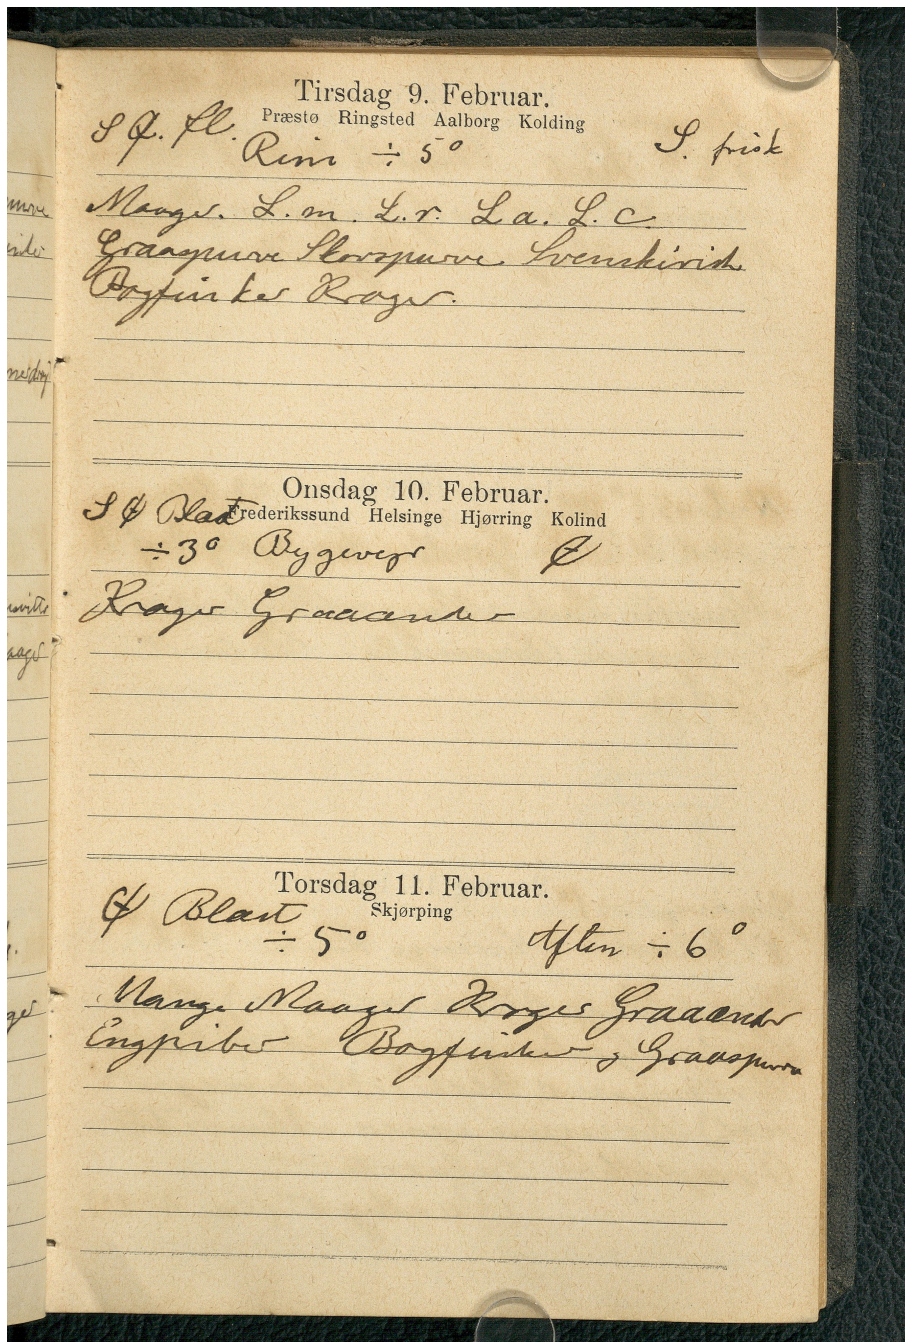 Tirsdag 9. Februar.
Præstø Ringsted Aalborg Kolding
S Ø. fl.
Rim ÷ 5° S. frisk
Maager. L. m. L. r. L a. L. c.
Graaspurve Skovspurve. Svenskirisk
Bogfinker Krager.
Onsdag 10. Februar.
Frederikssund Helsinge Hjørring Kolind
S Ø Blæst
÷ 3° Bygevejr Ø
Krager Graaænder
Torsdag 11. Februar.
Skjørping
Ø Blæst
÷ 5° Aften ÷ 6°
Mange Maager Krager Graaænder
Engpiber Bogfinker og Graaspurve